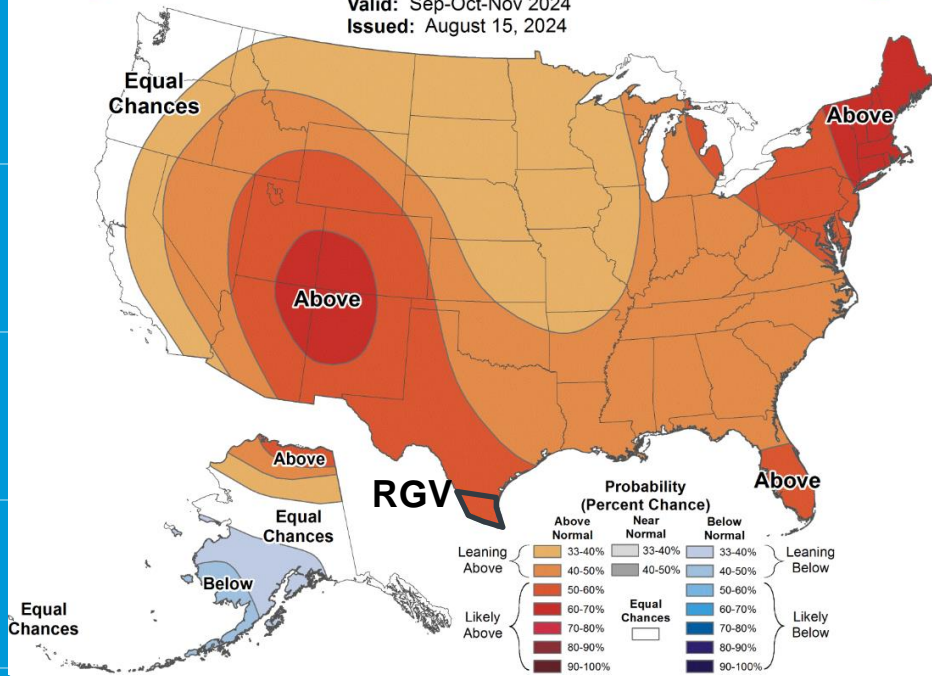 Valid: Sep-Oct-Nov 2024
Issued: August 15, 2024
Equal
Chances
Above
Above
Above
Equal
Chances
Below
Equal
Chances
RGV
Above
Probability
(Percent Chance)
Above
Normal
Near
Normal
Below
Normal
Leaning
Above
33-40%
40-50%
33-40%
40-50%
33-40%
40-50%
Leaning
Below
Likely
Above
50-60%
60-70%
70-80%
80-90%
90-100%
Equal
Chances
50-60%
60-70%
70-80%
80-90%
90-100%
Likely
Below